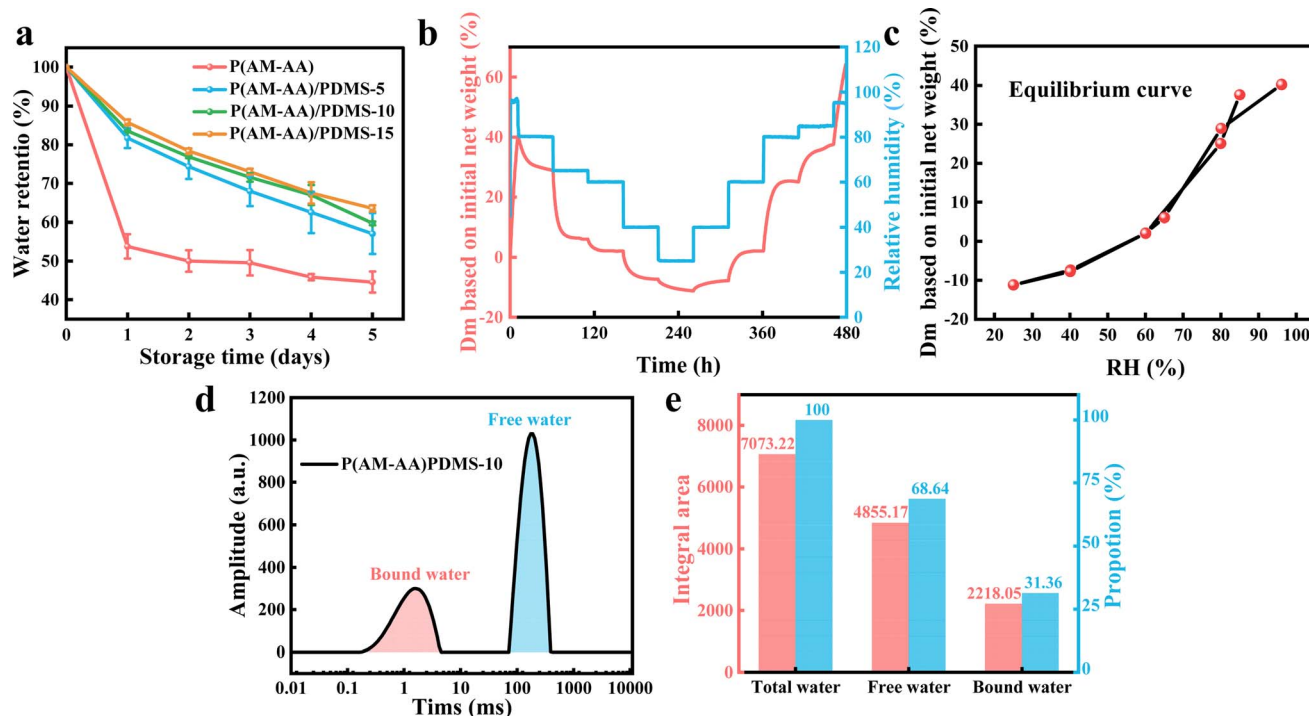 a
Water retentio (%)
100
90
80
70
60
50
40
P(AM-AA)
P(AM-AA)/PDMS-5
P(AM-AA)/PDMS-10
P(AM-AA)/PDMS-15
0 1 2 3 4 5
Storage time (days)
b
Dm based on initial net weight (%)
60
40
20
0
-20
0 120 240 360 480
Time (h)
120
100
80
60
40
20
0
Relative humidity (%)
c
Dm based on initial net weight (%)
50
40
30
20
10
0
-10
-20
Equilibrium curve
20 30 40 50 60 70 80 90 100
RH (%)
d
Amplitude (a.u.)
1200
1000
800
600
400
200
0
Free water
P(AM-AA)PDMS-10
Bound water
0.01 0.1 1 10 100 1000 10000
Tims (ms)
e
Integral area
8000
6000
4000
2000
0
7073.22
100
4855.17
68.64
2218.05
31.36
Total water Free water Bound water
100
75
50
25
0
Propotion (%)